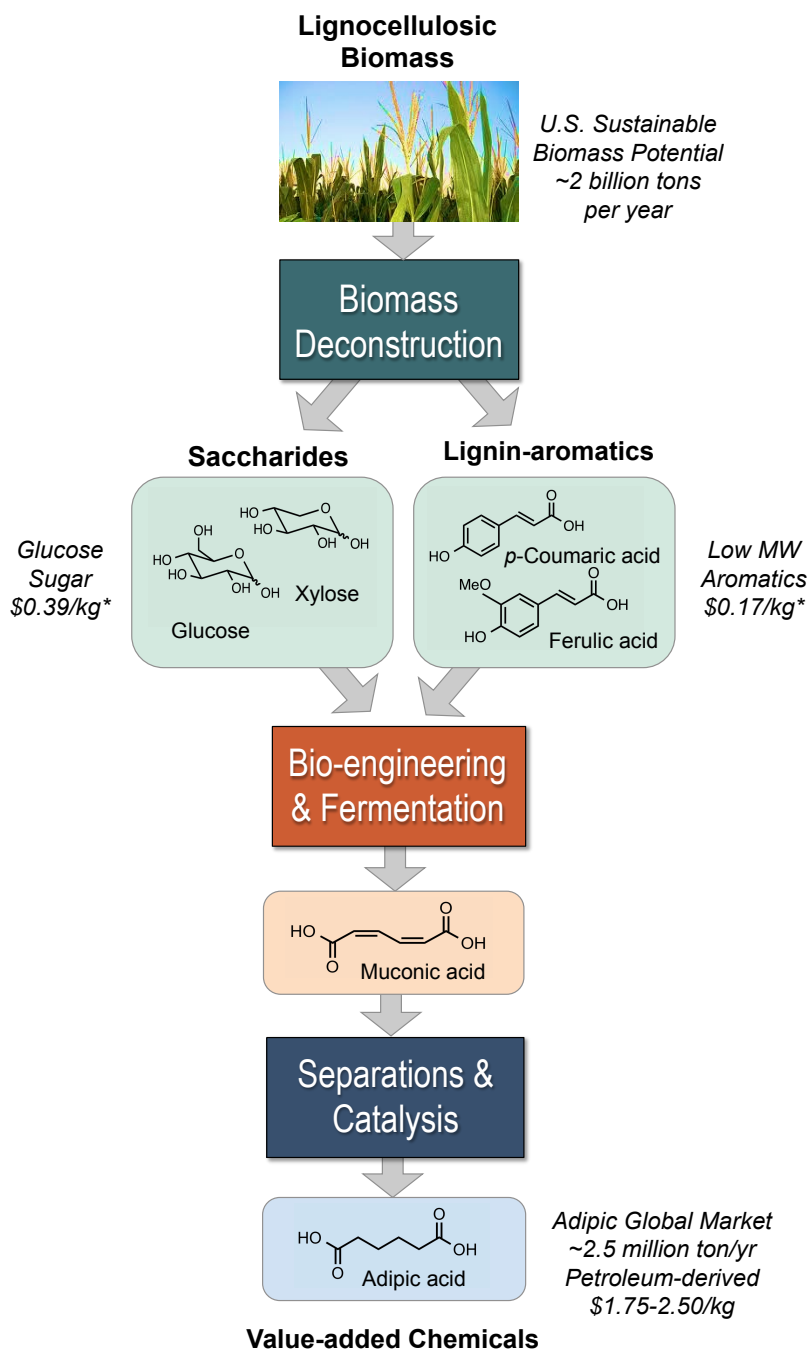 Lignocellulosic
Biomass
U.S. Sustainable
Biomass Potential
~2 billion tons
per year
Biomass
Deconstruction
Saccharides
Lignin-aromatics
Glucose
Sugar
$0.39/kg*
HO
O
HO
OH
OH
OH
HO
O
HO
HO
OH
OH
Xylose
Glucose
O
OH
HO
p-Coumaric acid
MeO
O
OH
HO
Ferulic acid
Low MW
Aromatics
$0.17/kg*
Bio-engineering
& Fermentation
O
HO
OH
O
Muconic acid
Separations &
Catalysis
O
HO
OH
O
Adipic acid
Adipic Global Market
~2.5 million ton/yr
Petroleum-derived
$1.75-2.50/kg
Value-added Chemicals